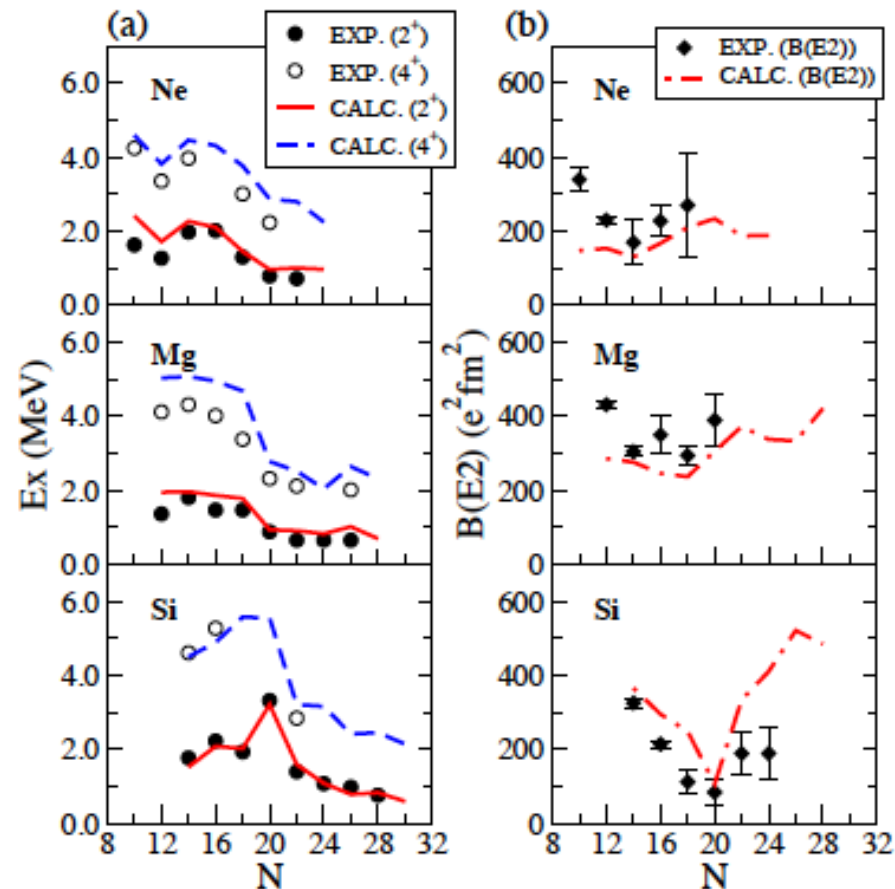 (a)
EXP. (2⁺)
EXP. (4⁺)
CALC. (2⁺)
CALC. (4⁺)
Ne
6.0
4.0
2.0
0.0
Mg
6.0
4.0
2.0
0.0
Si
6.0
4.0
2.0
0.0
Ex (MeV)
8 12 16 20 24 28 32
N
(b)
EXP. (B(E2))
CALC. (B(E2))
Ne
600
400
200
0
Mg
600
400
200
0
Si
600
400
200
0
B(E2) (e²fm²)
8 12 16 20 24 28 32
N